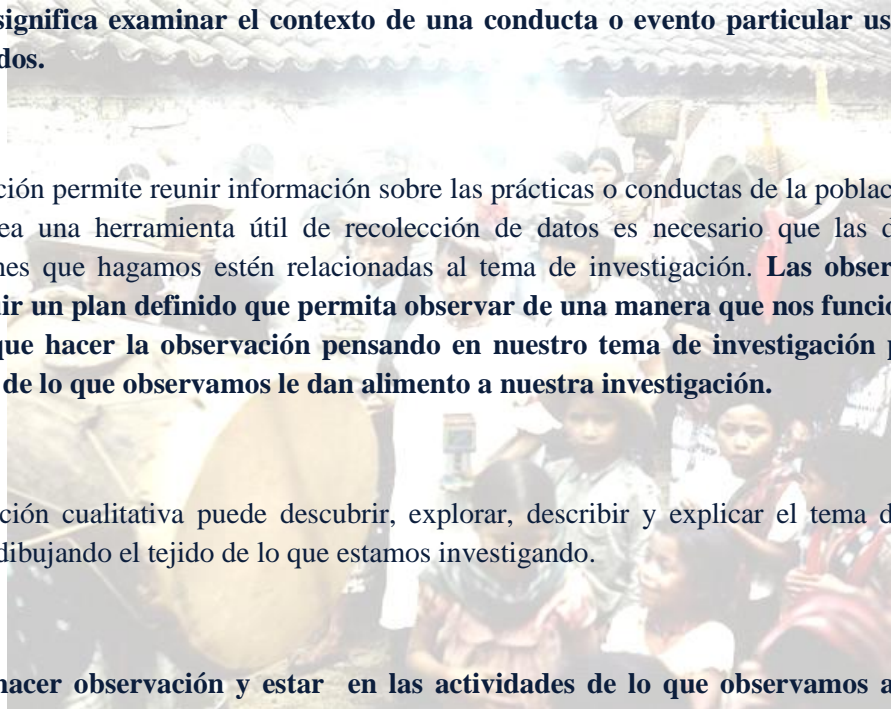 significa examinar el contexto de una conducta o evento particular us
dos.
ción permite reunir información sobre las prácticas o conductas de la poblac
ea una herramienta útil de recolección de datos es necesario que las d
nes que hagamos estén relacionadas al tema de investigación. Las obser
uir un plan definido que permita observar de una manera que nos funcio
que hacer la observación pensando en nuestro tema de investigación p
de lo que observamos le dan alimento a nuestra investigación.
ción cualitativa puede descubrir, explorar, describir y explicar el tema d
dibujando el tejido de lo que estamos investigando.
hacer observación y estar en las actividades de lo que observamos a